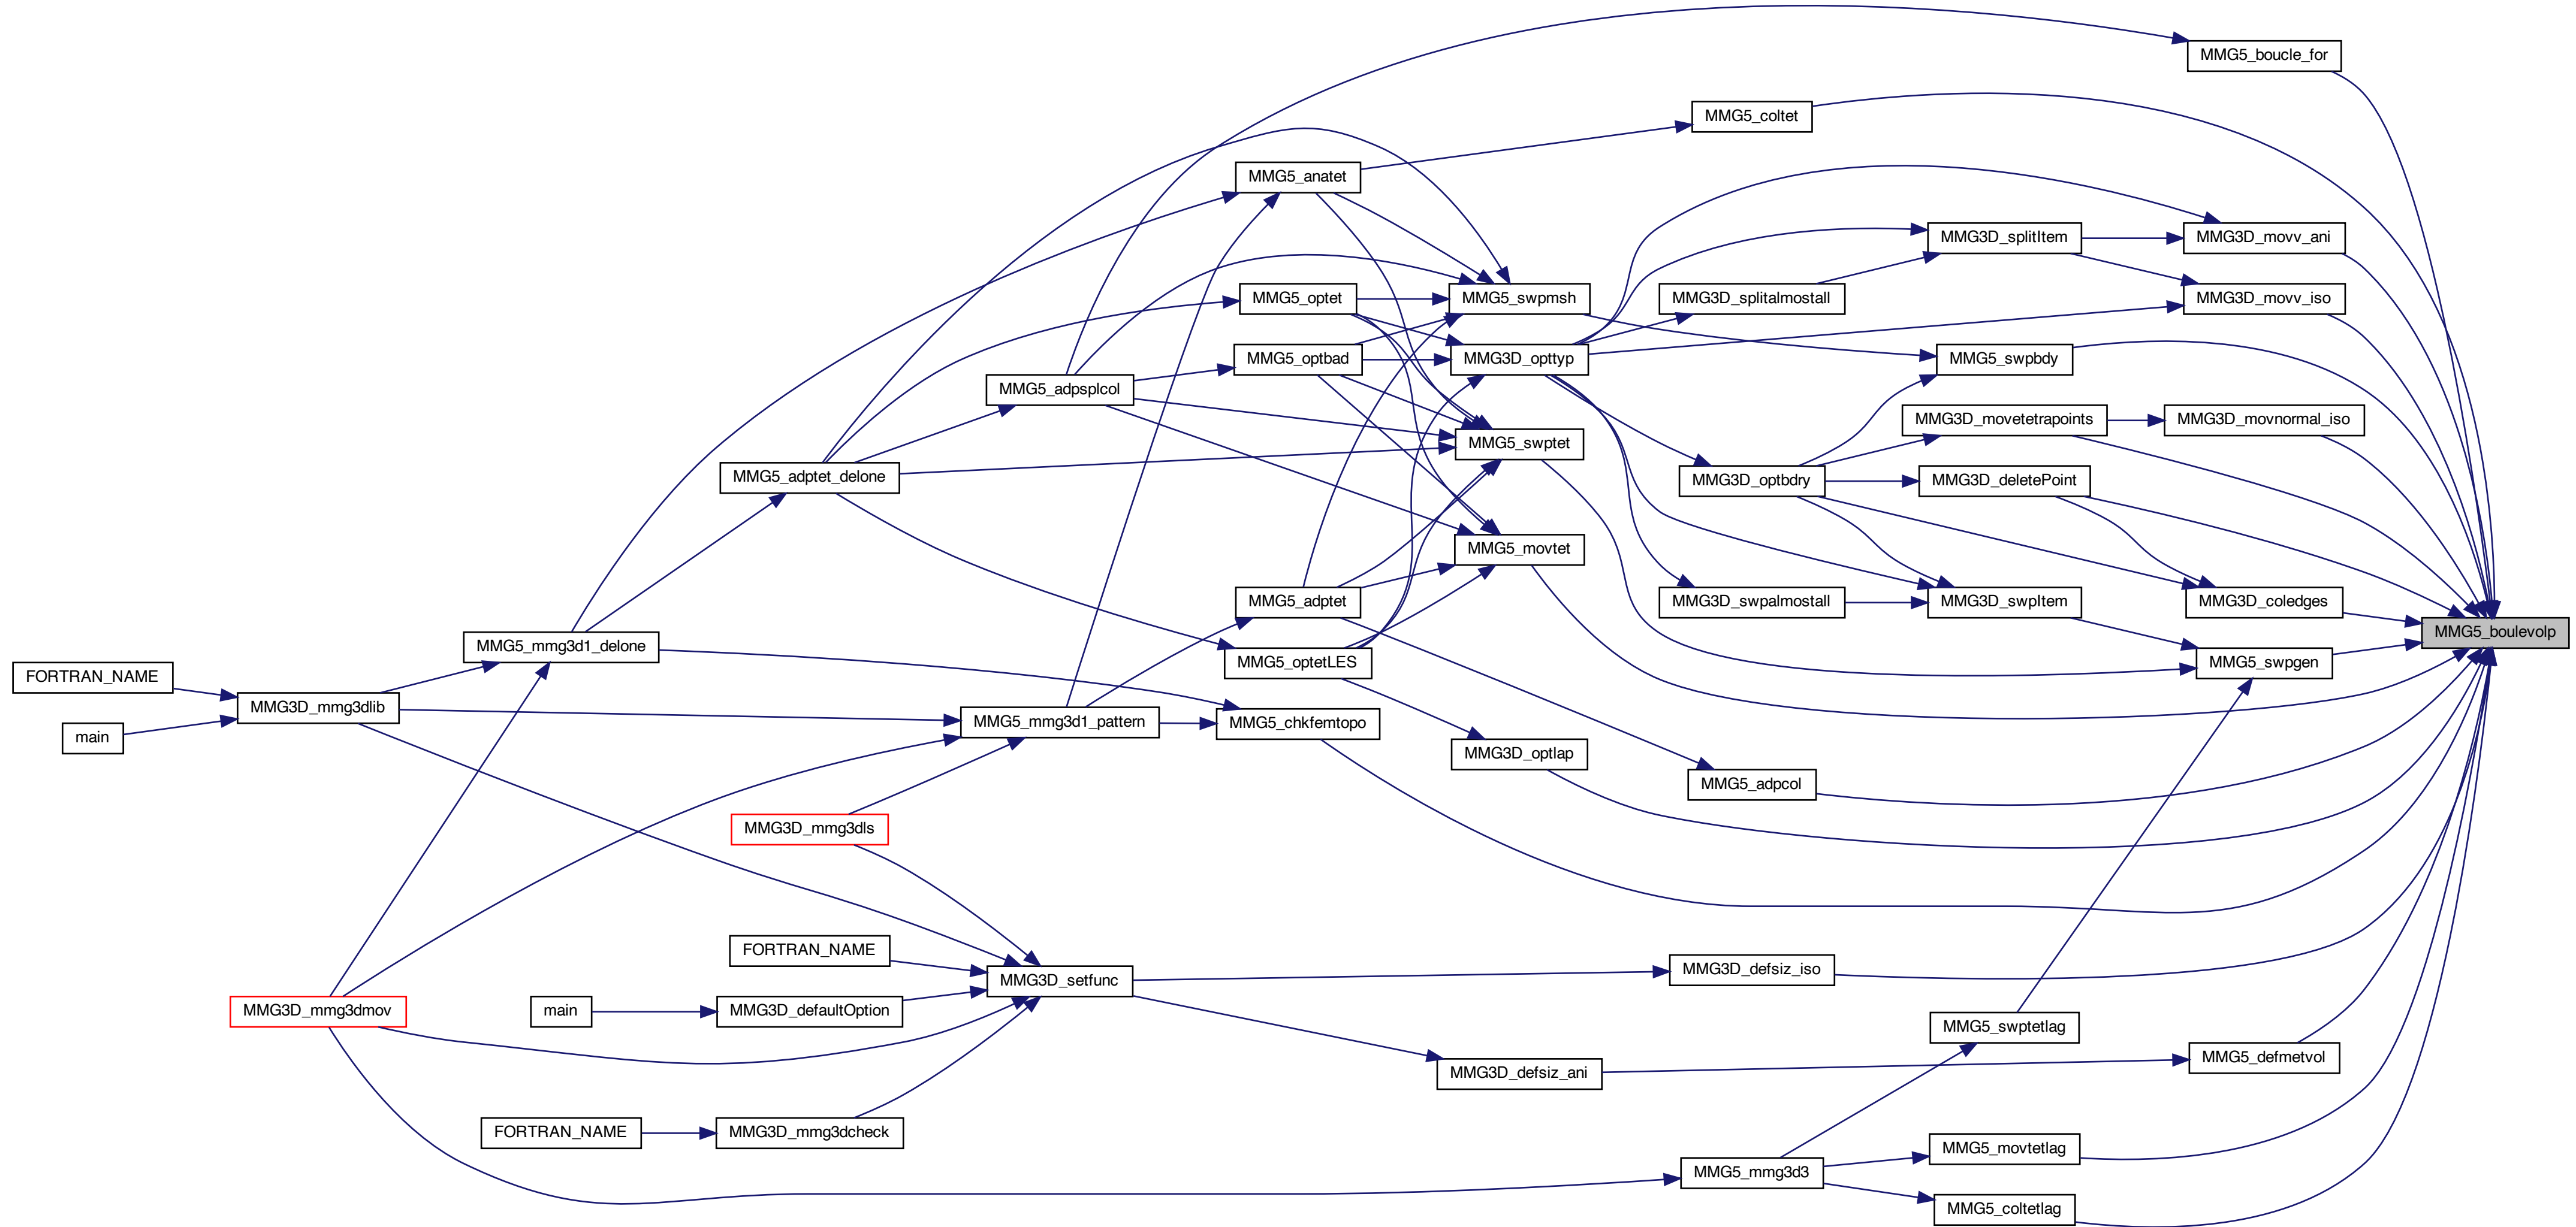 MMG5_boucle_for
MMG5_coltet
MMG5_anatet
MMG3D_splitItem
MMG3D_movv_ani
MMG5_optet
MMG5_swpmsh
MMG3D_splitalmostall
MMG3D_movv_iso
MMG5_optbad
MMG3D_opttyp
MMG5_swpbdy
MMG5_adpsplcol
MMG3D_movetetrapoints
MMG3D_movnormal_iso
MMG5_swptet
MMG5_adptet_delone
MMG3D_optbdry
MMG3D_deletePoint
MMG5_movtet
MMG5_adptet
MMG3D_swpalmostall
MMG3D_swpItem
MMG3D_coledges
MMG5_boulevolp
MMG5_mmg3d1_delone
MMG5_optetLES
MMG5_swpgen
FORTRAN_NAME
MMG3D_mmg3dlib
main
MMG5_mmg3d1_pattern
MMG5_chkfemtopo
MMG3D_optlap
MMG5_adpcol
MMG3D_mmg3dls
FORTRAN_NAME
MMG3D_setfunc
MMG3D_defsiz_iso
MMG3D_mmg3dmov
main
MMG3D_defaultOption
MMG5_swptetlag
MMG5_defmetvol
MMG3D_defsiz_ani
FORTRAN_NAME
MMG3D_mmg3dcheck
MMG5_movtetlag
MMG5_mmg3d3
MMG5_coltetlag